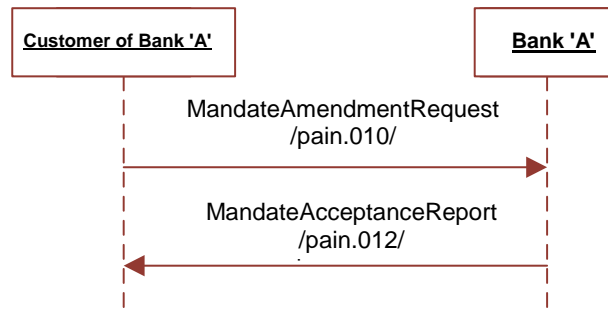 Customer of Bank 'A'
Bank 'A'
MandateAmendmentRequest
/pain.010/
MandateAcceptanceReport
/pain.012/